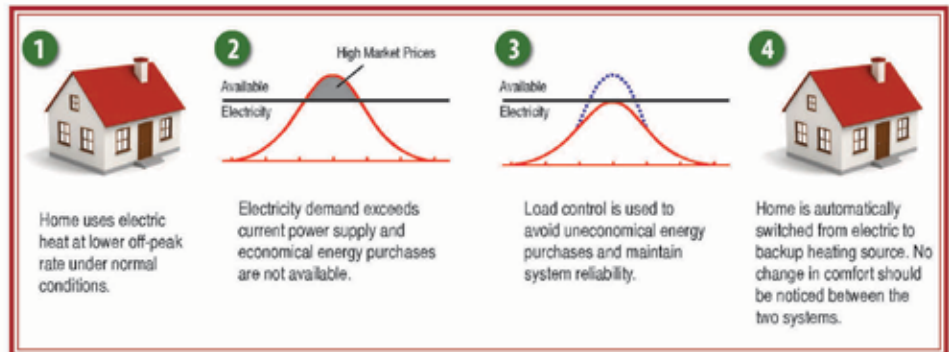 1
Home uses electric
heat at lower off-peak
rate under normal
conditions.
2
High Market Prices
Available
Electricity
Electricity demand exceeds
current power supply and
economical energy purchases
are not available.
3
Available
Electricity
Load control is used to
avoid uneconomical energy
purchases and maintain
system reliability.
4
Home is automatically
switched from electric to
backup heating source. No
change in comfort should
be noticed between the
two systems.